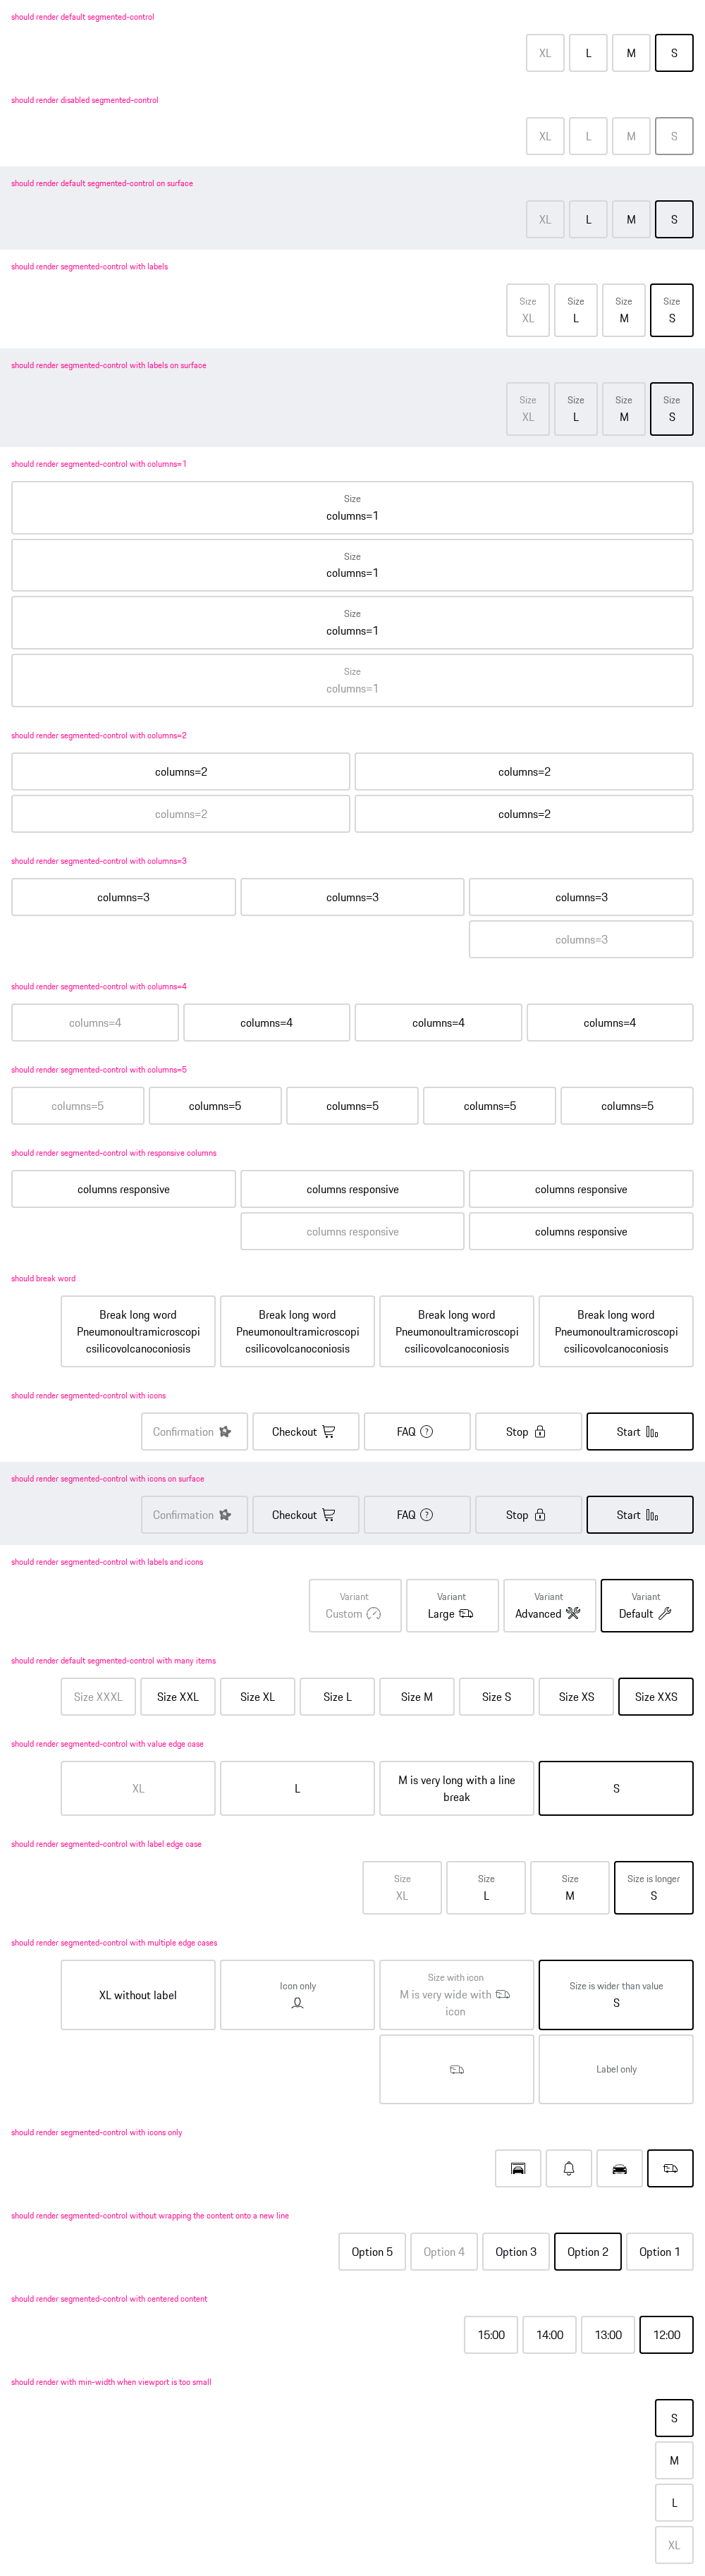 should render default segmented-control
XL L M S
should render disabled segmented-control
XL L M S
should render default segmented-control on surface
XL L M S
should render segmented-control with labels
Size Size Size Size
XL L M S
should render segmented-control with labels on surface
Size Size Size Size
XL L M S
should render segmented-control with columns=1
Size
columns=1
Size
columns=1
Size
columns=1
Size
columns=1
should render segmented-control with columns=2
columns=2 columns=2
columns=2 columns=2
should render segmented-control with columns=3
columns=3 columns=3 columns=3
columns=3
should render segmented-control with columns=4
columns=4 columns=4 columns=4 columns=4
should render segmented-control with columns=5
columns=5 columns=5 columns=5 columns=5 columns=5
should render segmented-control with responsive columns
columns responsive columns responsive columns responsive
columns responsive columns responsive
should break word
Break long word Break long word Break long word Break long word
Pneumonoultramicroscopi Pneumonoultramicroscopi Pneumonoultramicroscopi Pneumonoultramicroscopi
csilicovolcanoconiosis csilicovolcanoconiosis csilicovolcanoconiosis csilicovolcanoconiosis
should render segmented-control with icons
Confirmation Checkout FAQ Stop Start
should render segmented-control with icons on surface
Confirmation Checkout FAQ Stop Start
should render segmented-control with labels and icons
Variant Variant Variant Variant
Custom Large Advanced Default
should render default segmented-control with many items
Size XXXL Size XXL Size XL Size L Size M Size S Size XS Size XXS
should render segmented-control with value edge case
XL L M is very long with a line S
break
should render segmented-control with label edge case
Size Size Size Size is longer
XL L M S
should render segmented-control with multiple edge cases
XL without label Icon only Size with icon Size is wider than value
M is very wide with S
icon
Label only
should render segmented-control with icons only
should render segmented-control without wrapping the content onto a new line
Option 5 Option 4 Option 3 Option 2 Option 1
should render segmented-control with centered content
15:00 14:00 13:00 12:00
should render with min-width when viewport is too small
S
M
L
XL